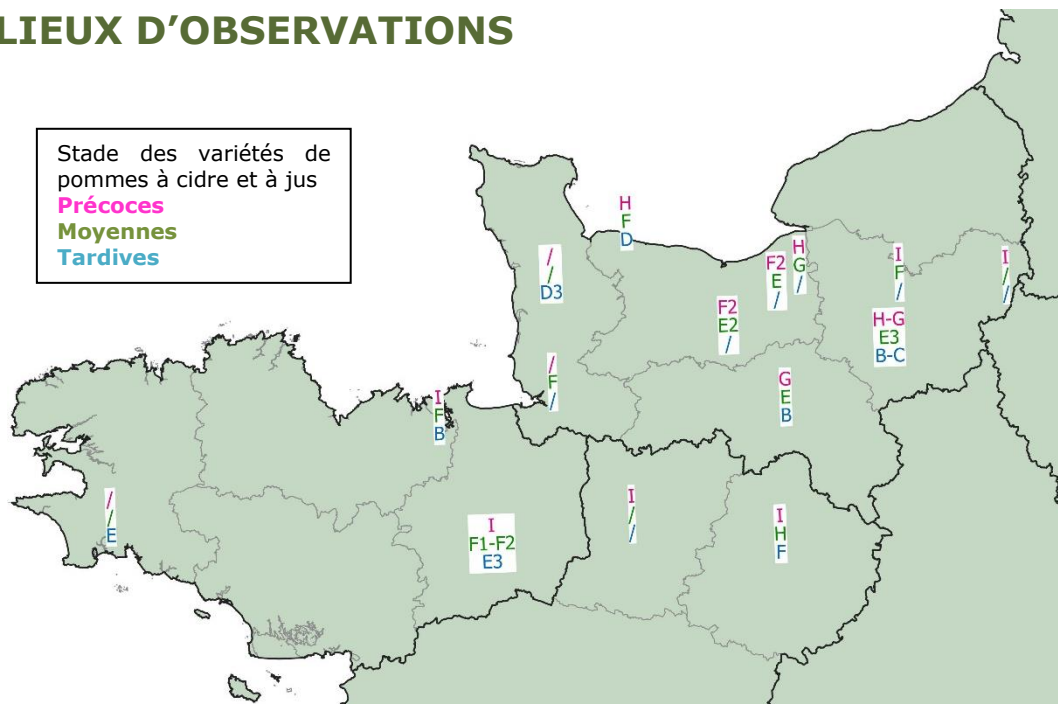 LIEUX D'OBSERVATIONS
Stade des variétés de
pommes à cidre et à jus
Précoces
Moyennes
Tardives
H
F
D
/
/
D3
F2
E
/
H
G
/
I
F
/
I
/
/
F2
E2
/
H-G
E3
B-C
/
F
/
G
E
B
I
F
B
/
/
E
I
F1-F2
E3
I
/
/
I
H
F